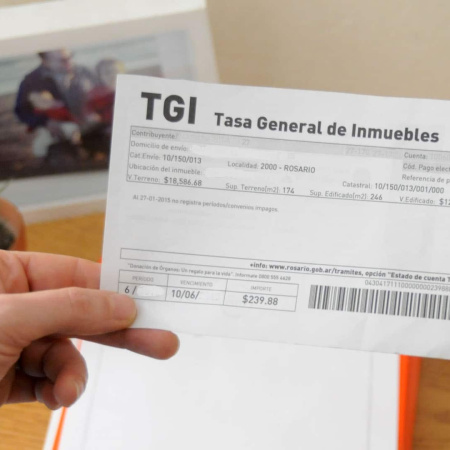 TGI Tasa General de Inmuebles
Contribuyente: Cuenta:
Domicilio de envío: Cód. Pago elect
Cat.Envío: 10/150/013 Localidad: 2000 - ROSARIO Referencia de p
Ubicación del inmueble: Catastral: 10/150/013/001/000
V.Terreno: $18,586.68 Sup. Terreno(m2): 174 Sup. Edificada(m2): 246 V.Edificado: $12
Al 27-01-2015 no registra períodos/convenios impagos.
+info: www.rosario.gob.ar/tramites, opción "Estado de cuenta T
"Donación de Órganos: Un regalo para la vida". Infórmate 0800 555 4628
PERÍODO VENCIMIENTO IMPORTE
6/ 10/06/ $239.88